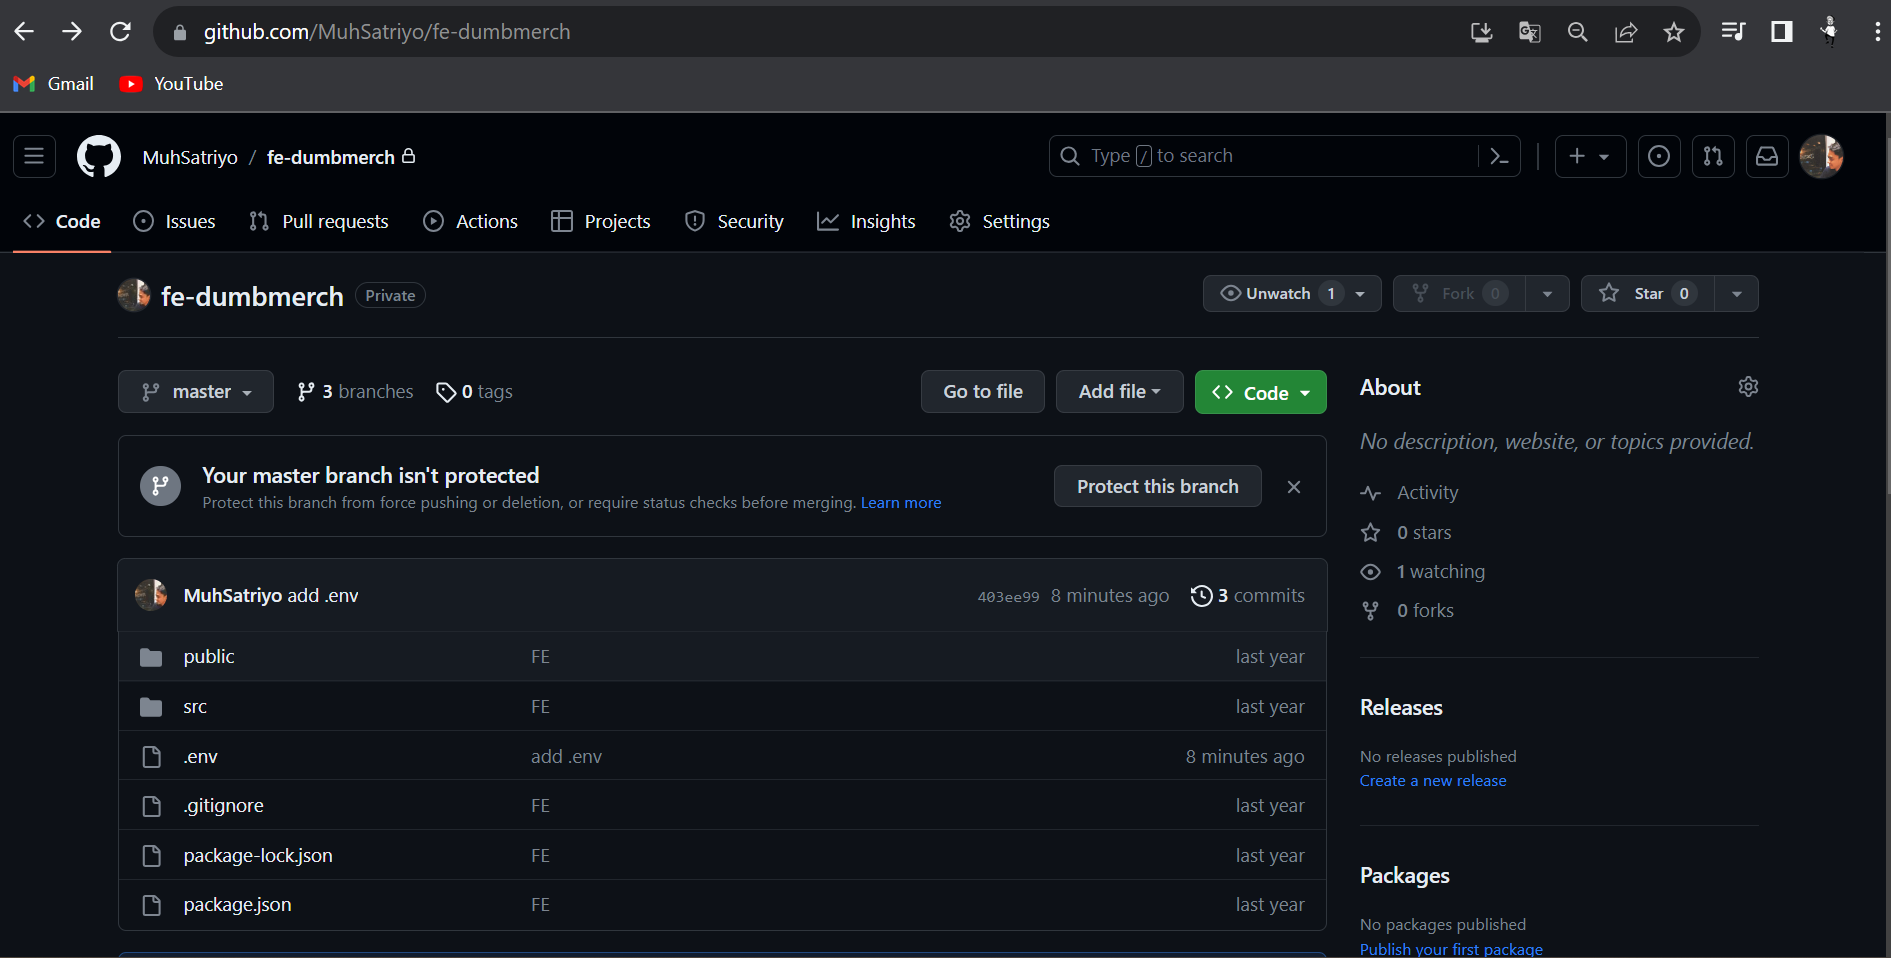 github.com/MuhSatriyo/fe-dumbmerch
Gmail YouTube
MuhSatriyo / fe-dumbmerch
Type / to search
Code Issues Pull requests Actions Projects Security Insights Settings
fe-dumbmerch Private
Unwatch 1 Fork 0 Star 0
master 3 branches 0 tags
Go to file Add file Code
Your master branch isn't protected
Protect this branch from force pushing or deletion, or require status checks before merging. Learn more
Protect this branch
MuhSatriyo add .env 403ee99 8 minutes ago 3 commits
public FE last year
src FE last year
.env add .env 8 minutes ago
.gitignore FE last year
package-lock.json FE last year
package.json FE last year
About
No description, website, or topics provided.
Activity
0 stars
1 watching
0 forks
Releases
No releases published
Create a new release
Packages
No packages published
Publish your first package